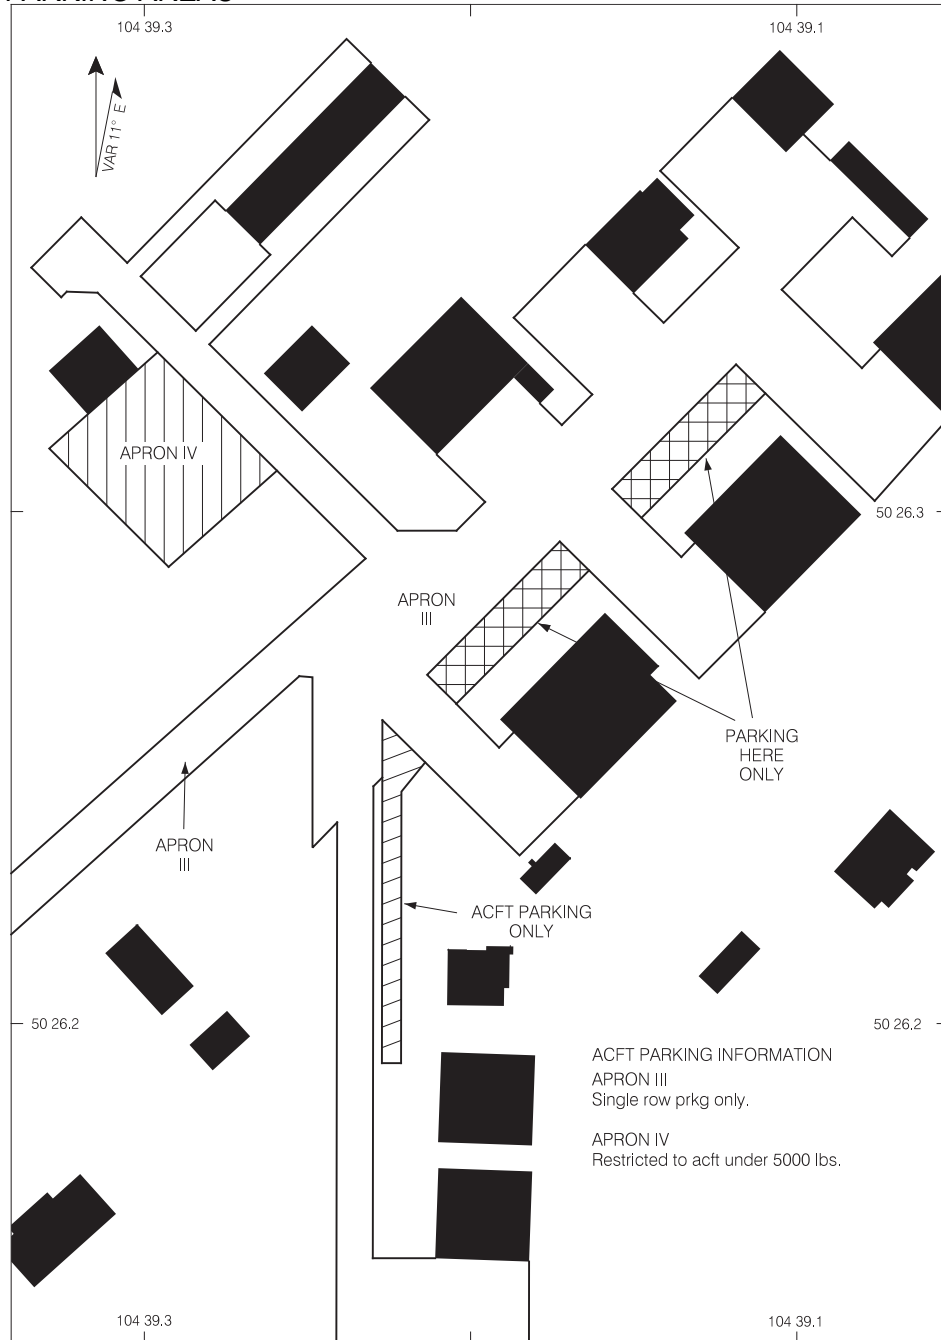 PARKING AREAS
104 39.3
104 39.1
VAR 11° E
APRON IV
50 26.3
APRON
III
PARKING
HERE
ONLY
APRON
III
ACFT PARKING
ONLY
50 26.2
50 26.2
ACFT PARKING INFORMATION
APRON III
Single row prkg only.
APRON IV
Restricted to acft under 5000 lbs.
104 39.3
104 39.1